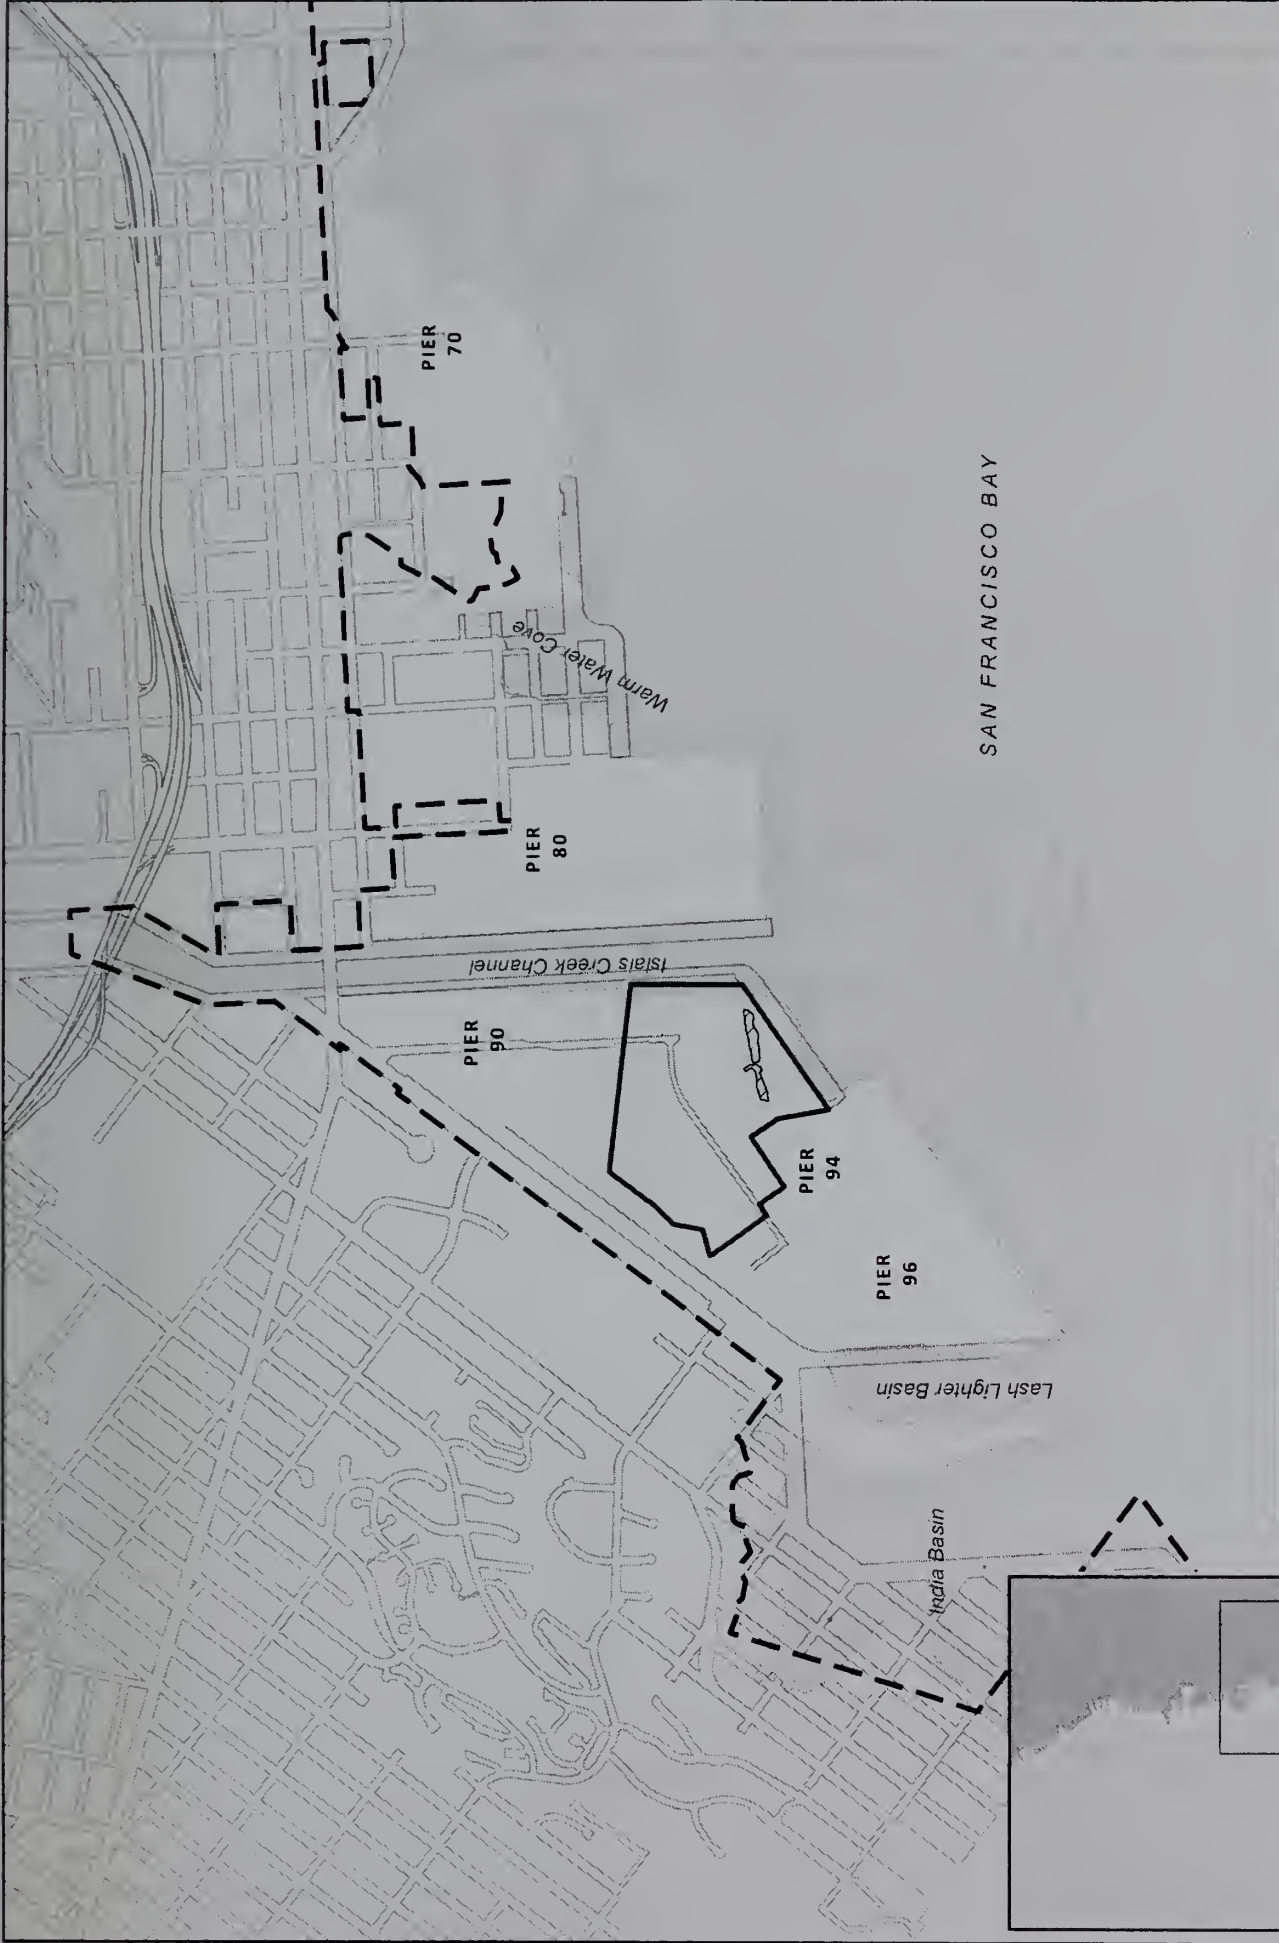 PIER
70
Warm Water Cove
SAN FRANCISCO BAY
PIER
80
Islais Creek Channel
PIER
90
PIER
94
PIER
96
Lash Lighter Basin
India Basin